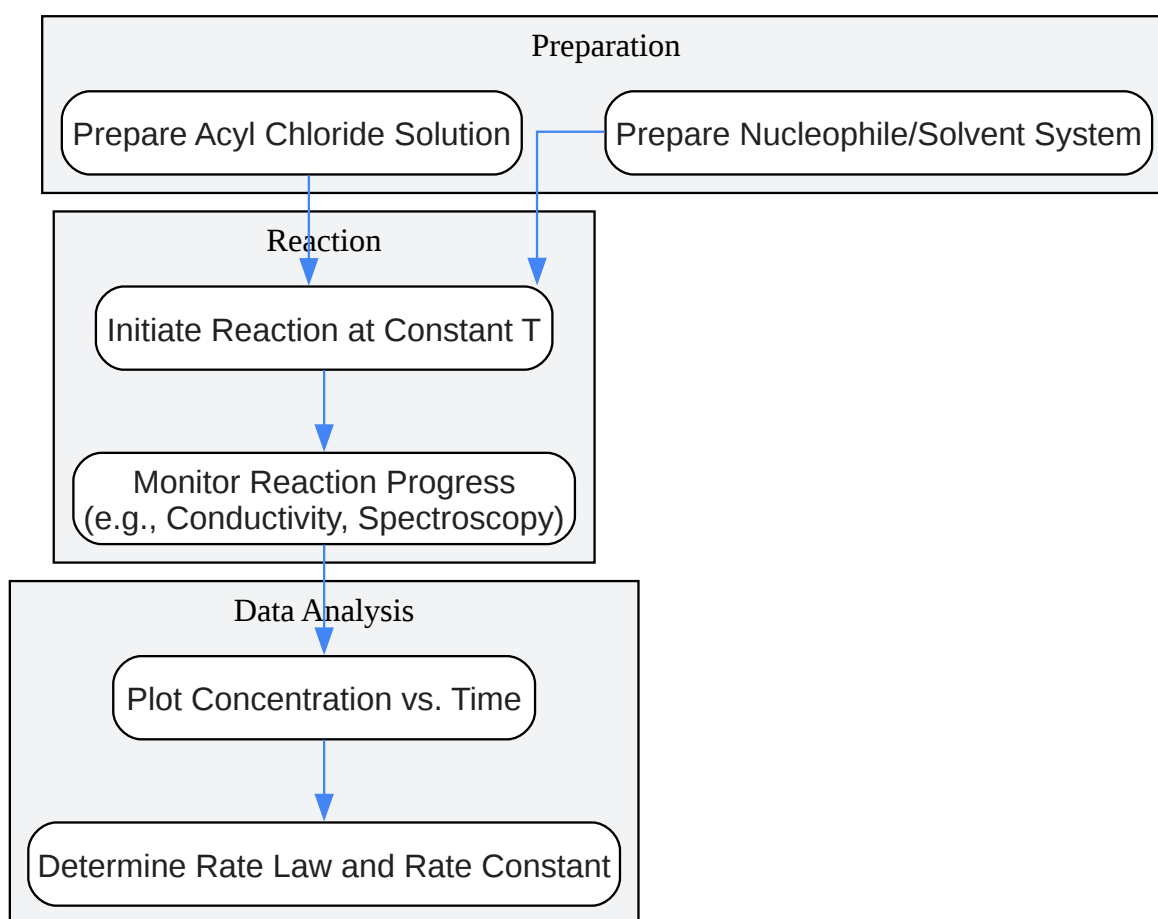 Preparation
Prepare Acyl Chloride Solution
Prepare Nucleophile/Solvent System
Reaction
Initiate Reaction at Constant T
Monitor Reaction Progress
(e.g., Conductivity, Spectroscopy)
Data Analysis
Plot Concentration vs. Time
Determine Rate Law and Rate Constant